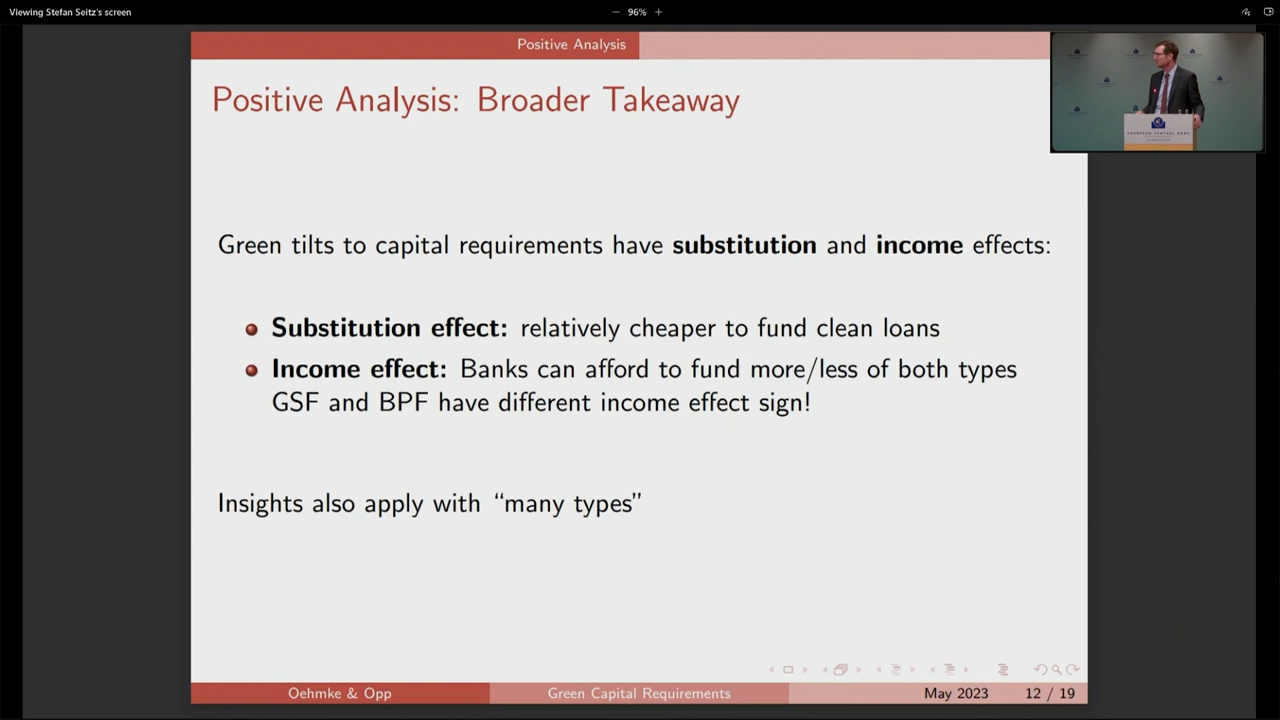 Viewing Stefan Seitz's screen
96%
Positive Analysis
Positive Analysis: Broader Takeaway
Green tilts to capital requirements have substitution and income effects:
Substitution effect: relatively cheaper to fund clean loans
Income effect: Banks can afford to fund more/less of both types
GSF and BPF have different income effect sign!
Insights also apply with “many types”
Oehmke & Opp
Green Capital Requirements
May 2023
12 / 19
EUROPEAN CENTRAL BANK